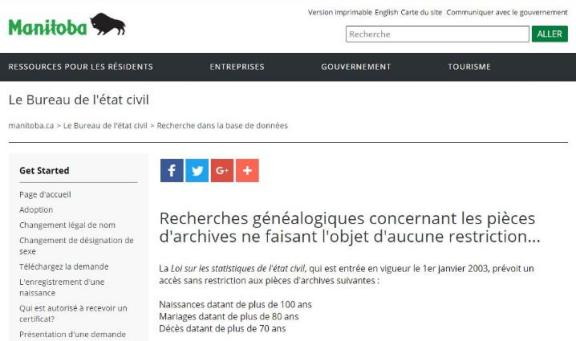 Version imprimable English Carte du site Communiquer avec le gouvernement
Manitoba
Recherche
ALLER
RESSOURCES POUR LES RÉSIDENTS ENTREPRISES GOUVERNEMENT TOURISME
Le Bureau de l'état civil
manitoba.ca > Le Bureau de l'état civil > Recherche dans la base de données
Get Started
Page d'accueil
Adoption
Changement légal de nom
Changement de désignation de
sexe
Téléchargez la demande
L'enregistrement d'une
naissance
Qui est autorisé à recevoir un
certificat?
Présentation d'une demande
f G+ +
Recherches généalogiques concernant les pièces
d'archives ne faisant l'objet d'aucune restriction...
La Loi sur les statistiques de l'état civil, qui est entrée en vigueur le 1er janvier 2003, prévoit un
accès sans restriction aux pièces d'archives suivantes :
Naissances datant de plus de 100 ans
Mariages datant de plus de 80 ans
Décès datant de plus de 70 ans